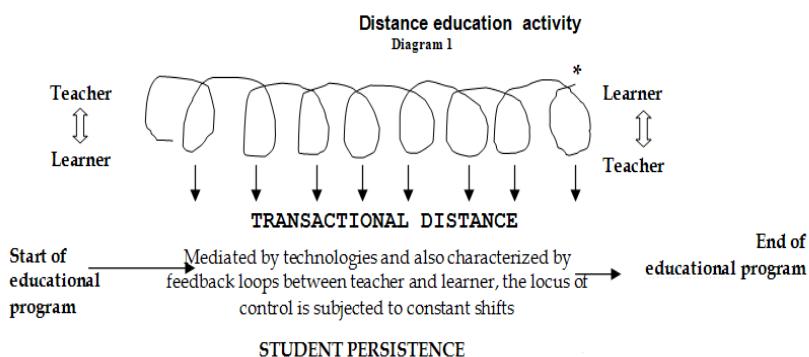 Distance education activity
Diagram 1
*
Teacher
Learner
Learner
Teacher
TRANSACTIONAL DISTANCE
Start of
educational
program
Mediated by technologies and also characterized by
feedback loops between teacher and learner, the locus of
control is subjected to constant shifts
End of
educational program
STUDENT PERSISTENCE